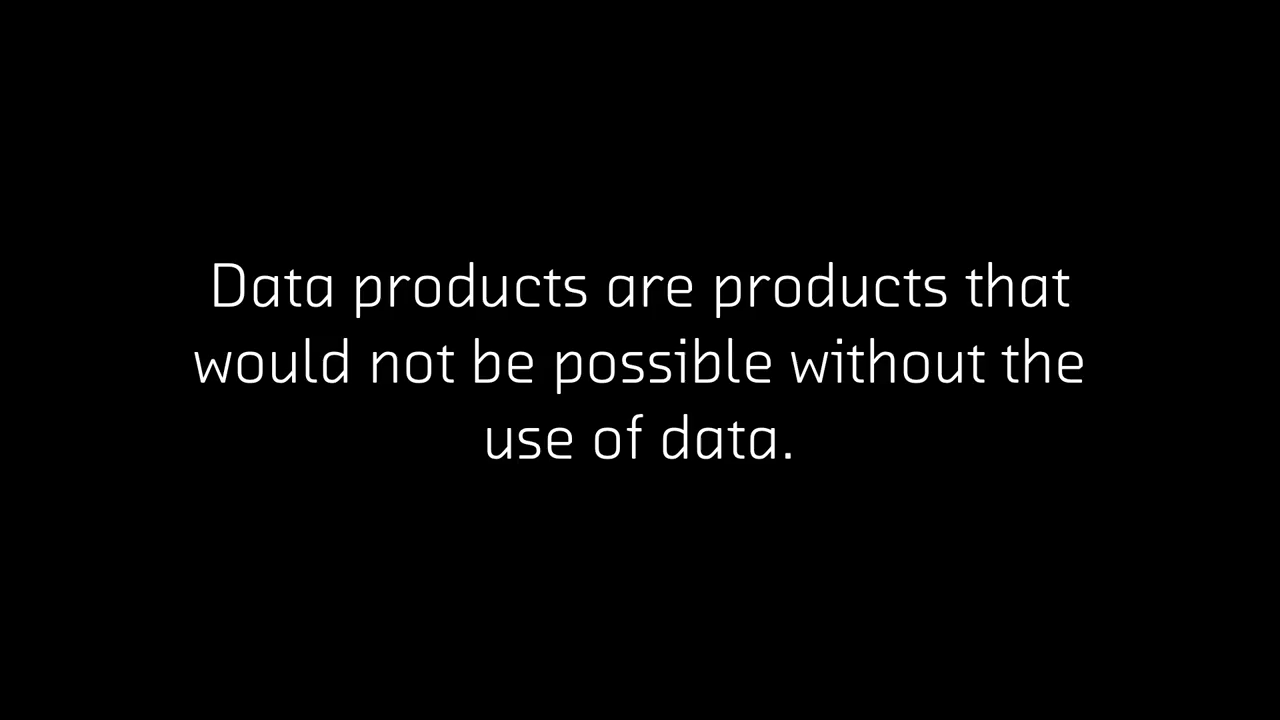 Data products are products that
would not be possible without the
use of data.